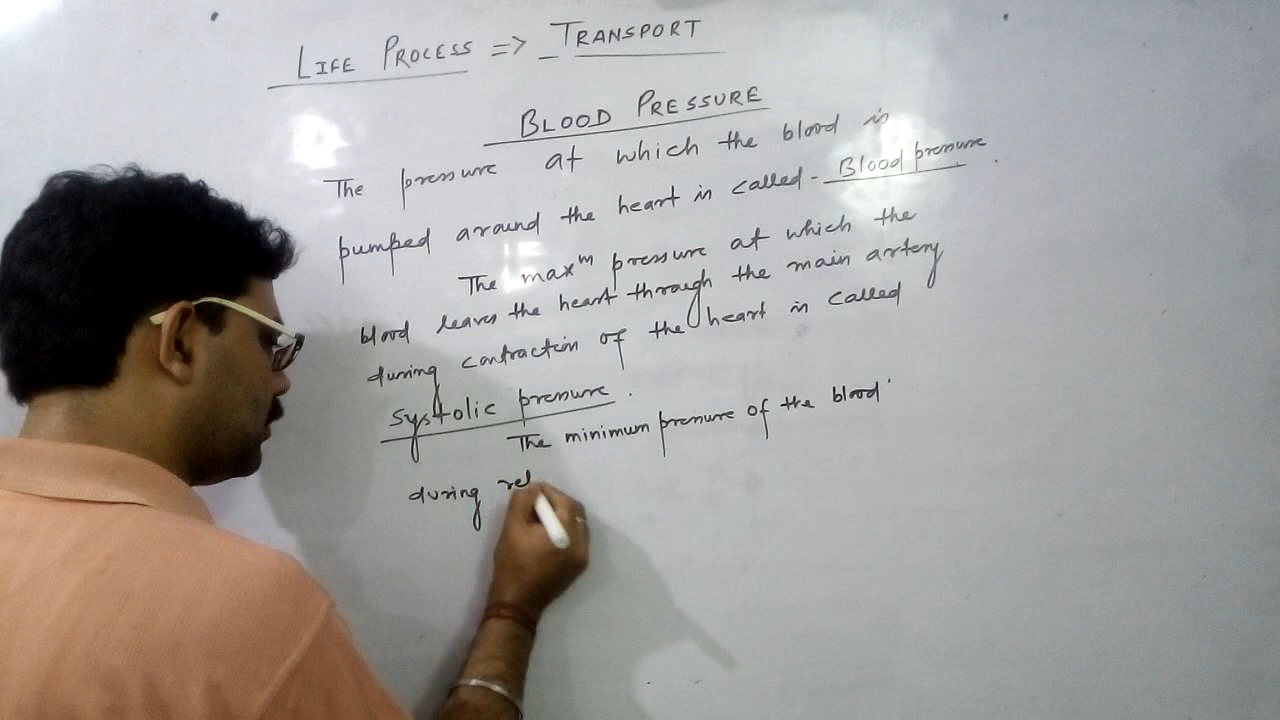 LIFE PROCESS => TRANSPORT
BLOOD PRESSURE
The pressure at which the blood is
pumped around the heart is called - Blood pressure.
The maxᵐ pressure at which the
blood leaves the heart through the main artery
during contraction of the heart is called
systolic pressure.
The minimum pressure of the blood
during rel